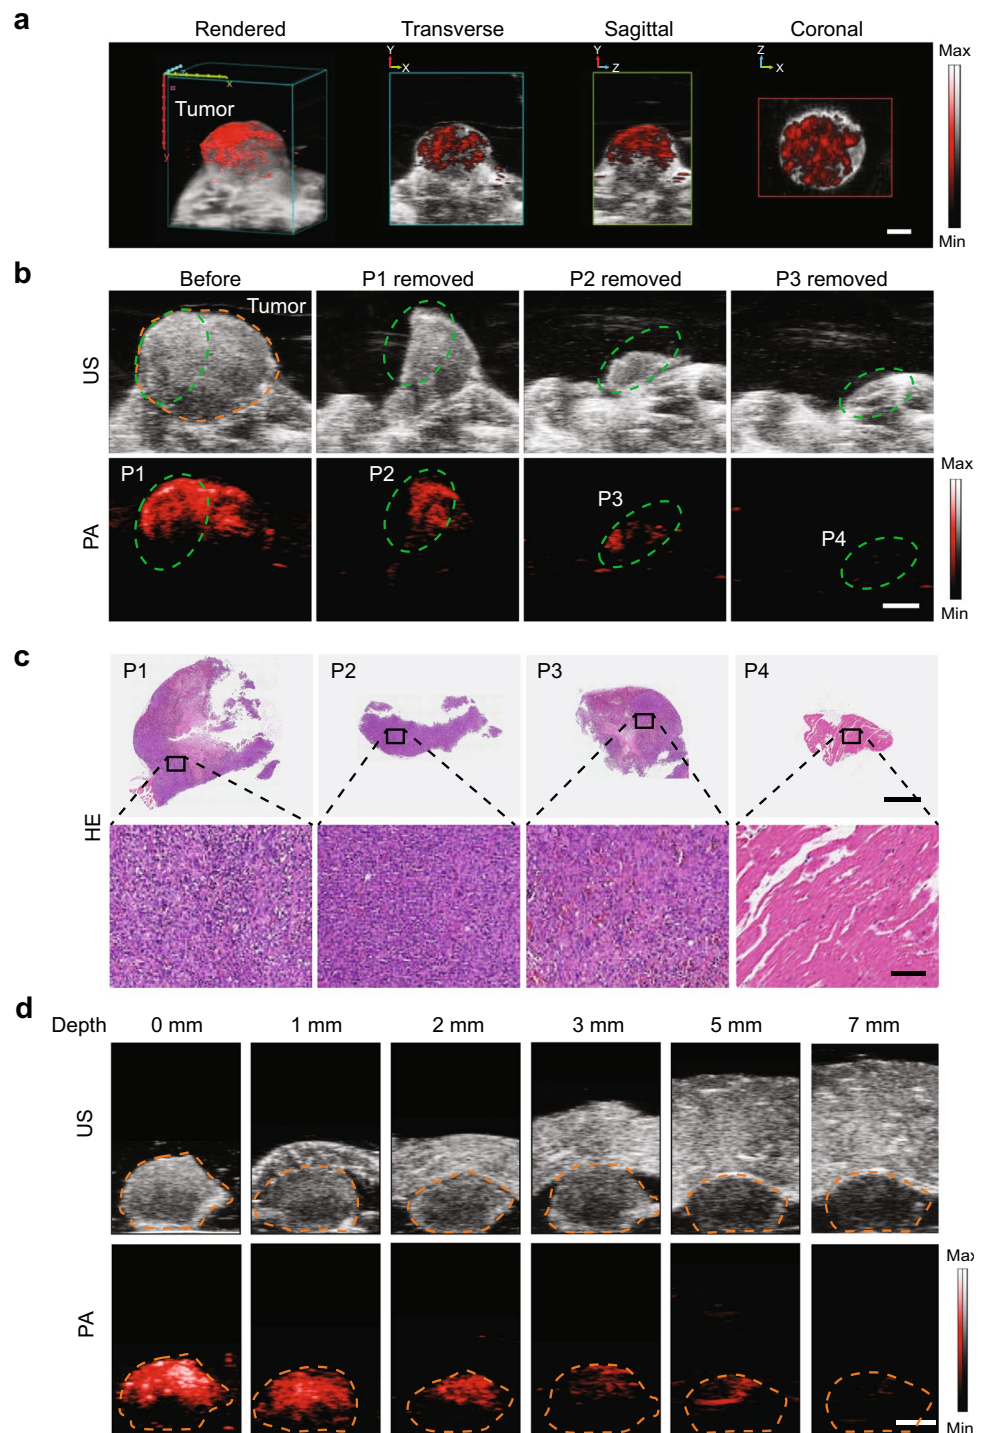 a
Rendered Transverse Sagittal Coronal
Max
Y Y Z
X Z X
x
Tumor
y
Min
b
Before P1 removed P2 removed P3 removed
Tumor
US
Max
P1 P2 P3 P4
PA
Min
c
P1 P2 P3 P4
HE
d
Depth 0 mm 1 mm 2 mm 3 mm 5 mm 7 mm
US
Max
PA
Min